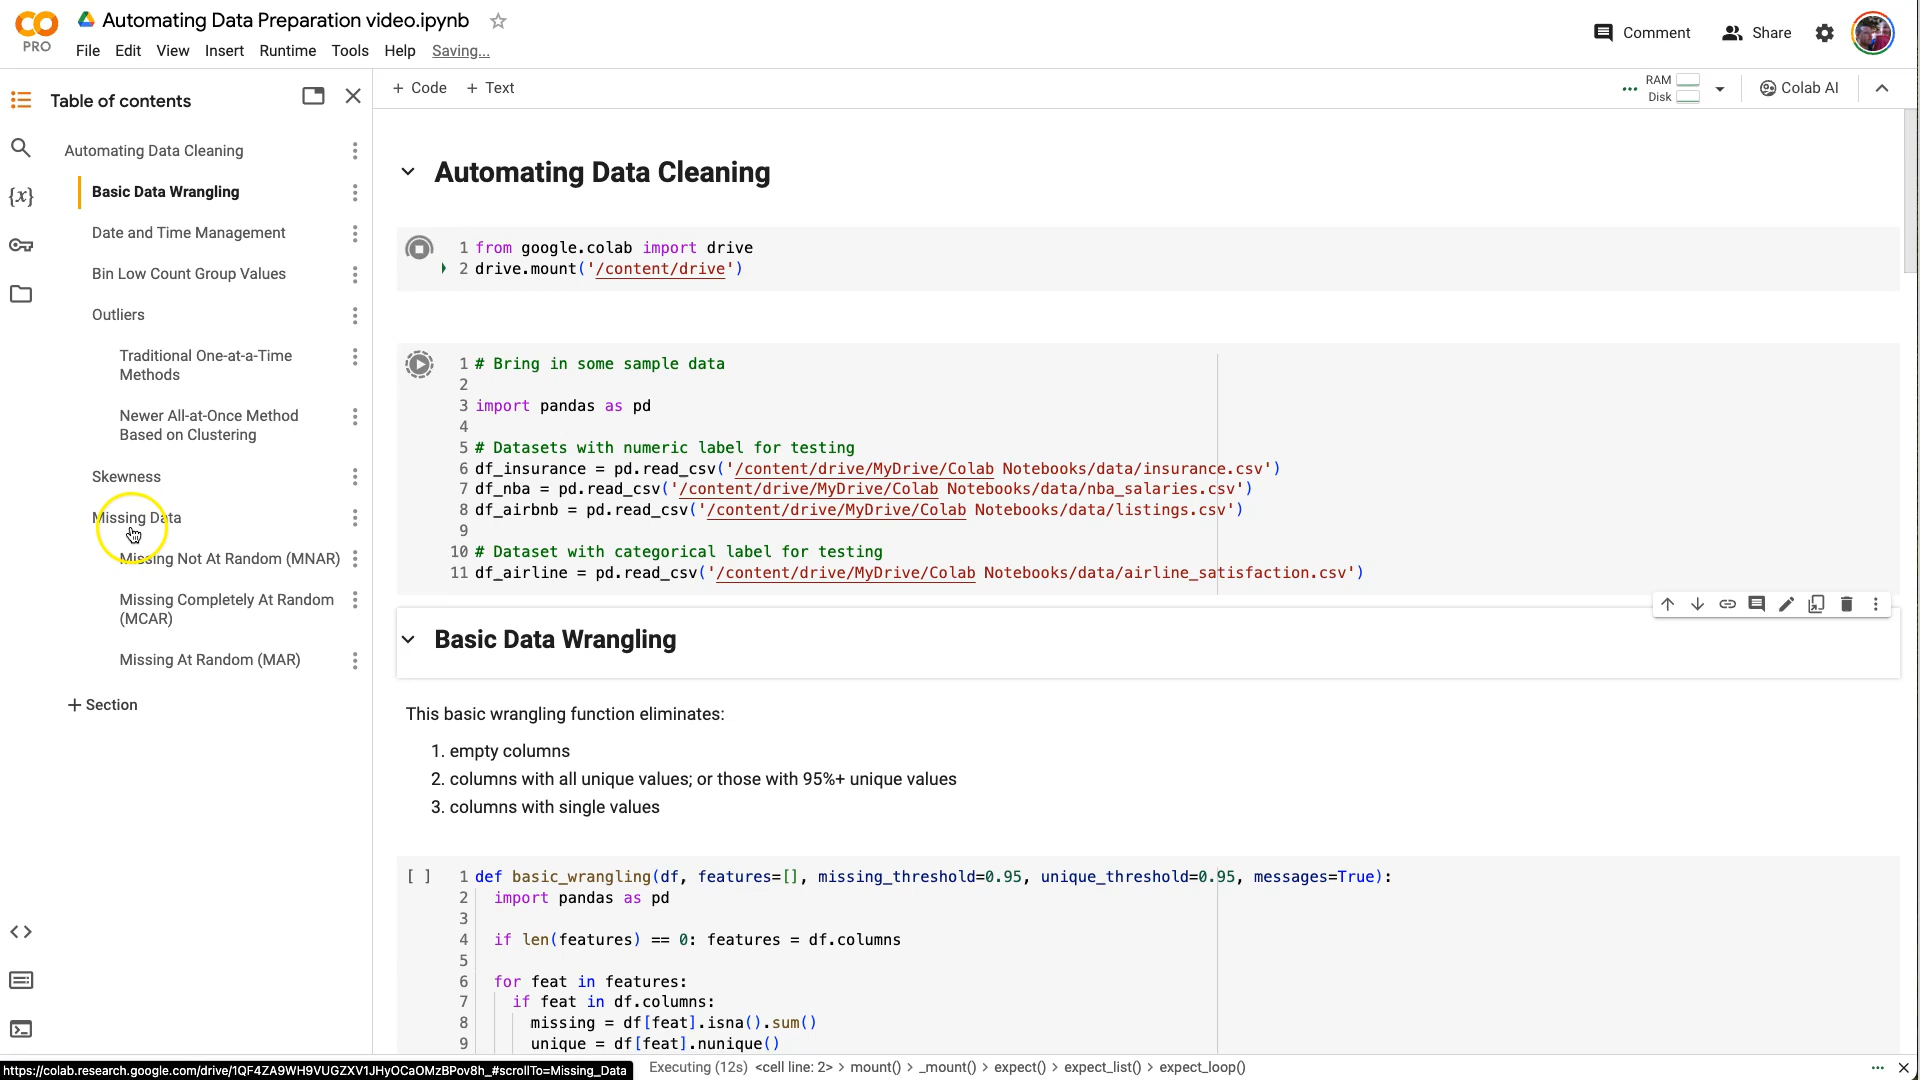 Automating Data Preparation video.ipynb
PRO
File Edit View Insert Runtime Tools Help Saving...
Comment Share
Table of contents
Automating Data Cleaning
Basic Data Wrangling
Date and Time Management
Bin Low Count Group Values
Outliers
Traditional One-at-a-Time
Methods
Newer All-at-Once Method
Based on Clustering
Skewness
Missing Data
Missing Not At Random (MNAR)
Missing Completely At Random
(MCAR)
Missing At Random (MAR)
+ Section
{x}
+ Code + Text
RAM
Disk
Colab AI
Automating Data Cleaning
1 from google.colab import drive
2 drive.mount('/content/drive')
1 # Bring in some sample data
2
3 import pandas as pd
4
5 # Datasets with numeric label for testing
6 df_insurance = pd.read_csv('/content/drive/MyDrive/Colab Notebooks/data/insurance.csv')
7 df_nba = pd.read_csv('/content/drive/MyDrive/Colab Notebooks/data/nba_salaries.csv')
8 df_airbnb = pd.read_csv('/content/drive/MyDrive/Colab Notebooks/data/listings.csv')
9
10 # Dataset with categorical label for testing
11 df_airline = pd.read_csv('/content/drive/MyDrive/Colab Notebooks/data/airline_satisfaction.csv')
Basic Data Wrangling
This basic wrangling function eliminates:
1. empty columns
2. columns with all unique values; or those with 95%+ unique values
3. columns with single values
[ ] 1 def basic_wrangling(df, features=[], missing_threshold=0.95, unique_threshold=0.95, messages=True):
2 import pandas as pd
3
4 if len(features) == 0: features = df.columns
5
6 for feat in features:
7 if feat in df.columns:
8 missing = df[feat].isna().sum()
9 unique = df[feat].nunique()
https://colab.research.google.com/drive/1QF4ZA9WH9VUGZXV1JHyOCaOMzBPov8h_#scrollTo=Missing_Data
Executing (12s) <cell line: 2> > mount() > _mount() > expect() > expect_list() > expect_loop()